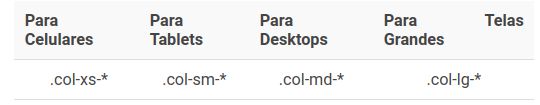 Para Celulares
Para Tablets
Para Desktops
Para Telas Grandes
.col-xs-* .col-sm-* .col-md-* .col-lg-*